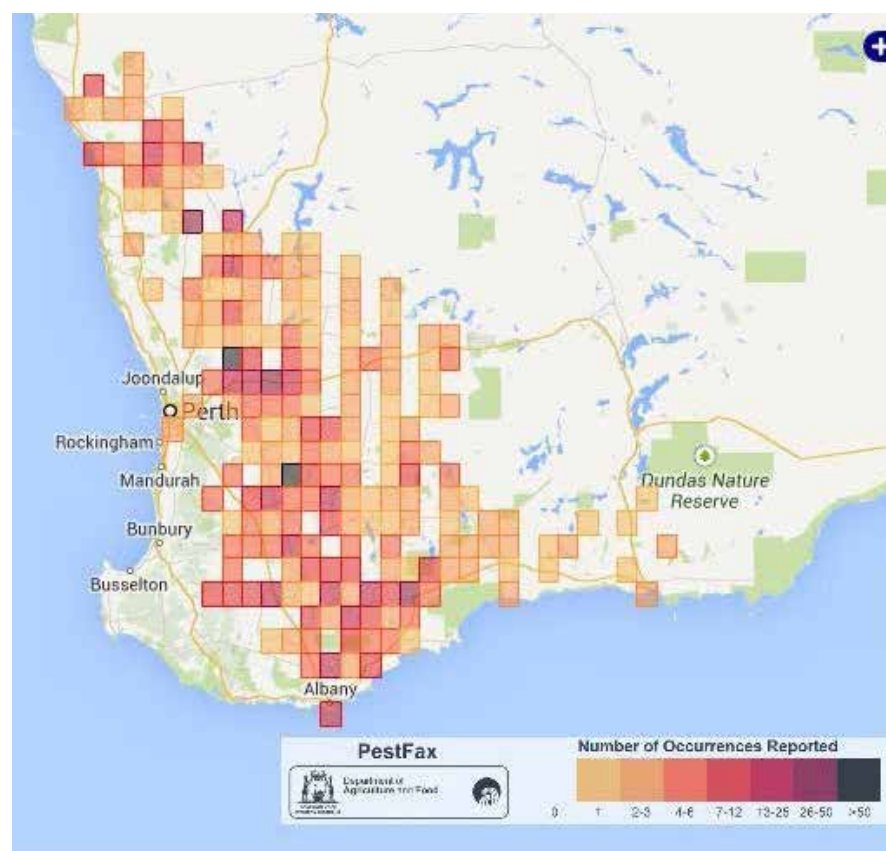 Joondalup
Perth
Rockingham
Mandurah
Dundas Nature
Reserve
Bunbury
Busselton
Albany
PestFax
Department of
Agriculture and Food
Number of Occurrences Reported
0 1 2-3 4-6 7-12 13-25 26-50 >50